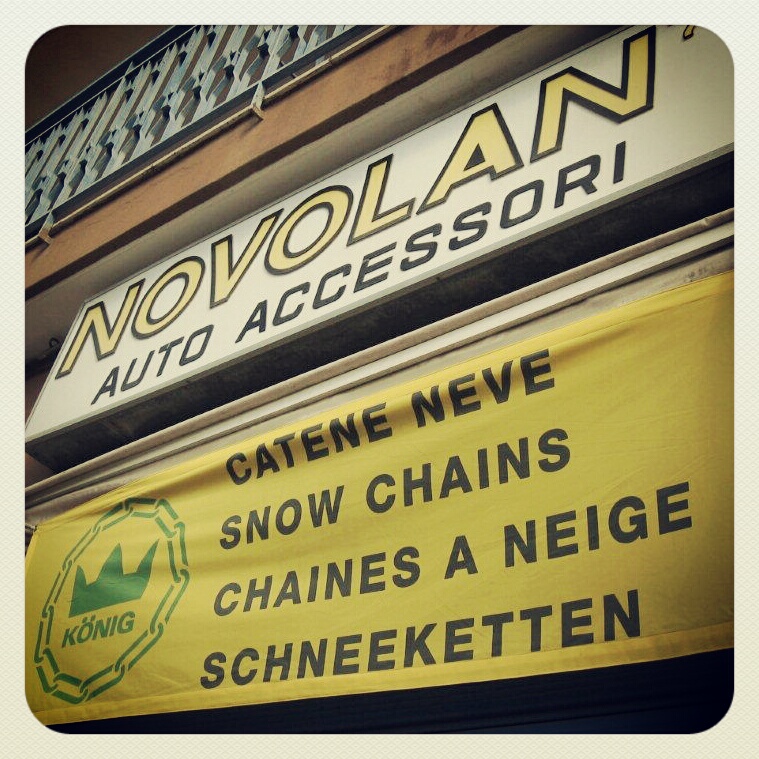 NOVOLAN
AUTO ACCESSORI
CATENE NEVE
SNOW CHAINS
CHAINES A NEIGE
SCHNEEKETTEN
KÖNIG